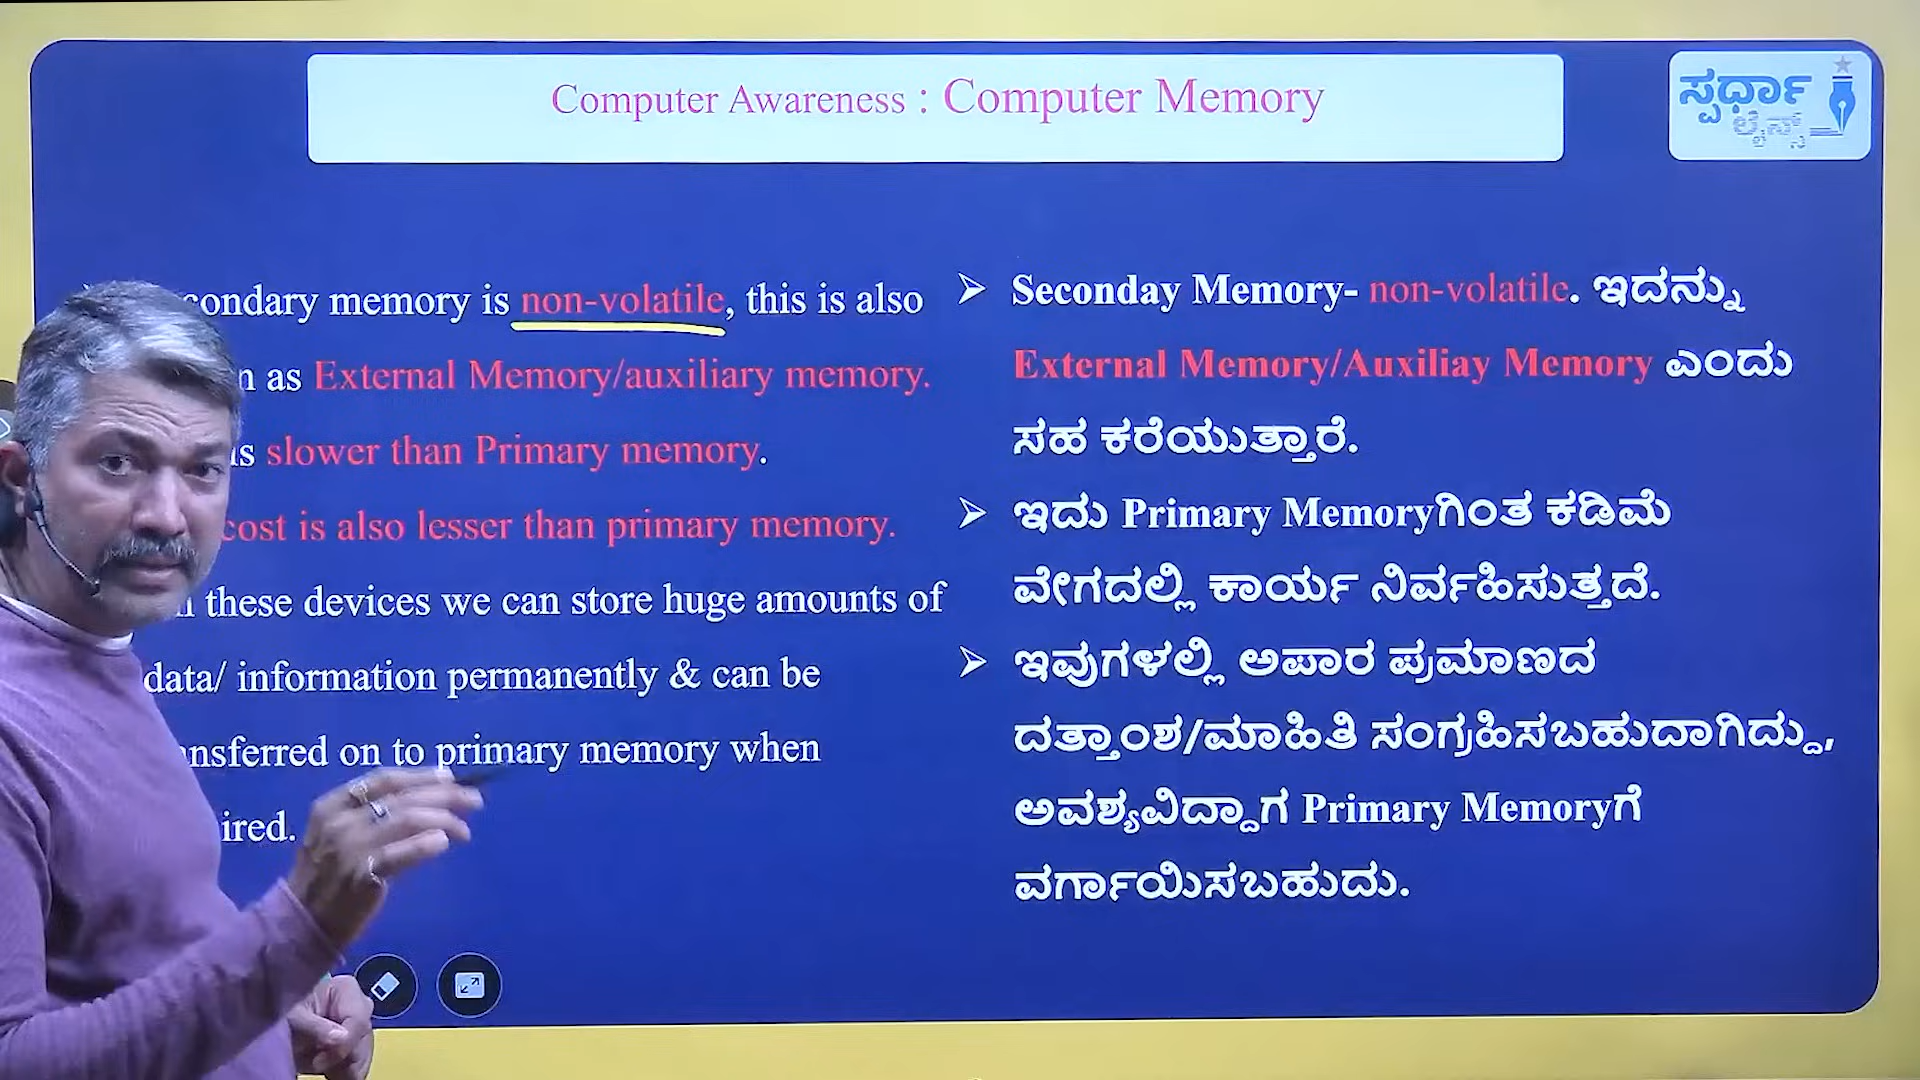 Computer Awareness : Computer Memory
ಸ್ಪರ್ಧಾ
condary memory is non-volatile, this is also
n as External Memory/auxiliary memory.
is slower than Primary memory.
cost is also lesser than primary memory.
these devices we can store huge amounts of
data/ information permanently & can be
ansferred on to primary memory when
ired.
➢ Seconday Memory- non-volatile. ಇದನ್ನು
External Memory/Auxiliay Memory ಎಂದು
ಸಹ ಕರೆಯುತ್ತಾರೆ.
➢ ಇದು Primary Memoryಗಿಂತ ಕಡಿಮೆ
ವೇಗದಲ್ಲಿ ಕಾರ್ಯ ನಿರ್ವಹಿಸುತ್ತದೆ.
➢ ಇವುಗಳಲ್ಲಿ ಅಪಾರ ಪ್ರಮಾಣದ
ದತ್ತಾಂಶ/ಮಾಹಿತಿ ಸಂಗ್ರಹಿಸಬಹುದಾಗಿದ್ದು,
ಅವಶ್ಯವಿದ್ದಾಗ Primary Memoryಗೆ
ವರ್ಗಾಯಿಸಬಹುದು.